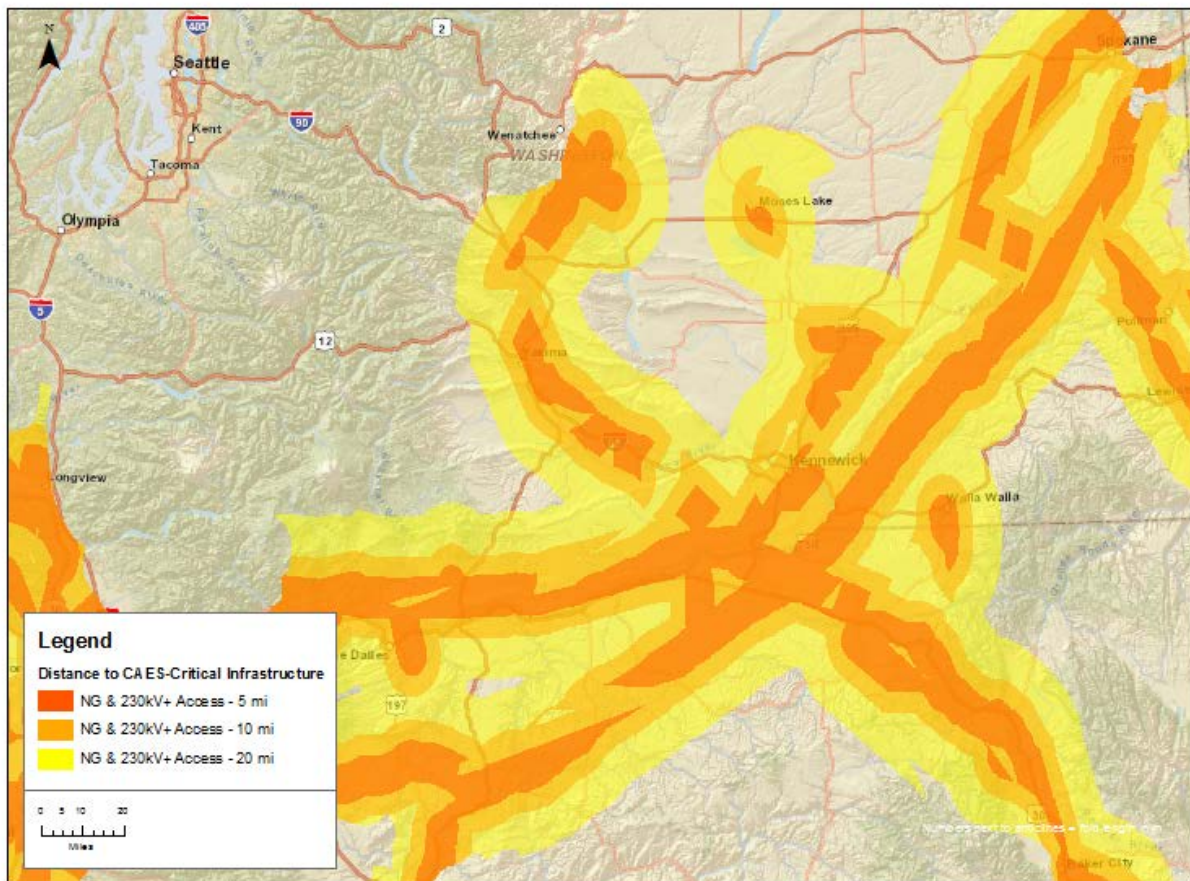 N
405
2
Seattle
Spokane
90
Kent
Wenatchee
WASHINGTON
Tacoma
Moses Lake
Olympia
5
12
Yakima
Pullman
Kennewick
Longview
Walla Walla
Legend
Distance to CAES-Critical Infrastructure
NG & 230kV+ Access - 5 mi
NG & 230kV+ Access - 10 mi
NG & 230kV+ Access - 20 mi
0 5 10 20
Miles
e Dalles
197
Baker City